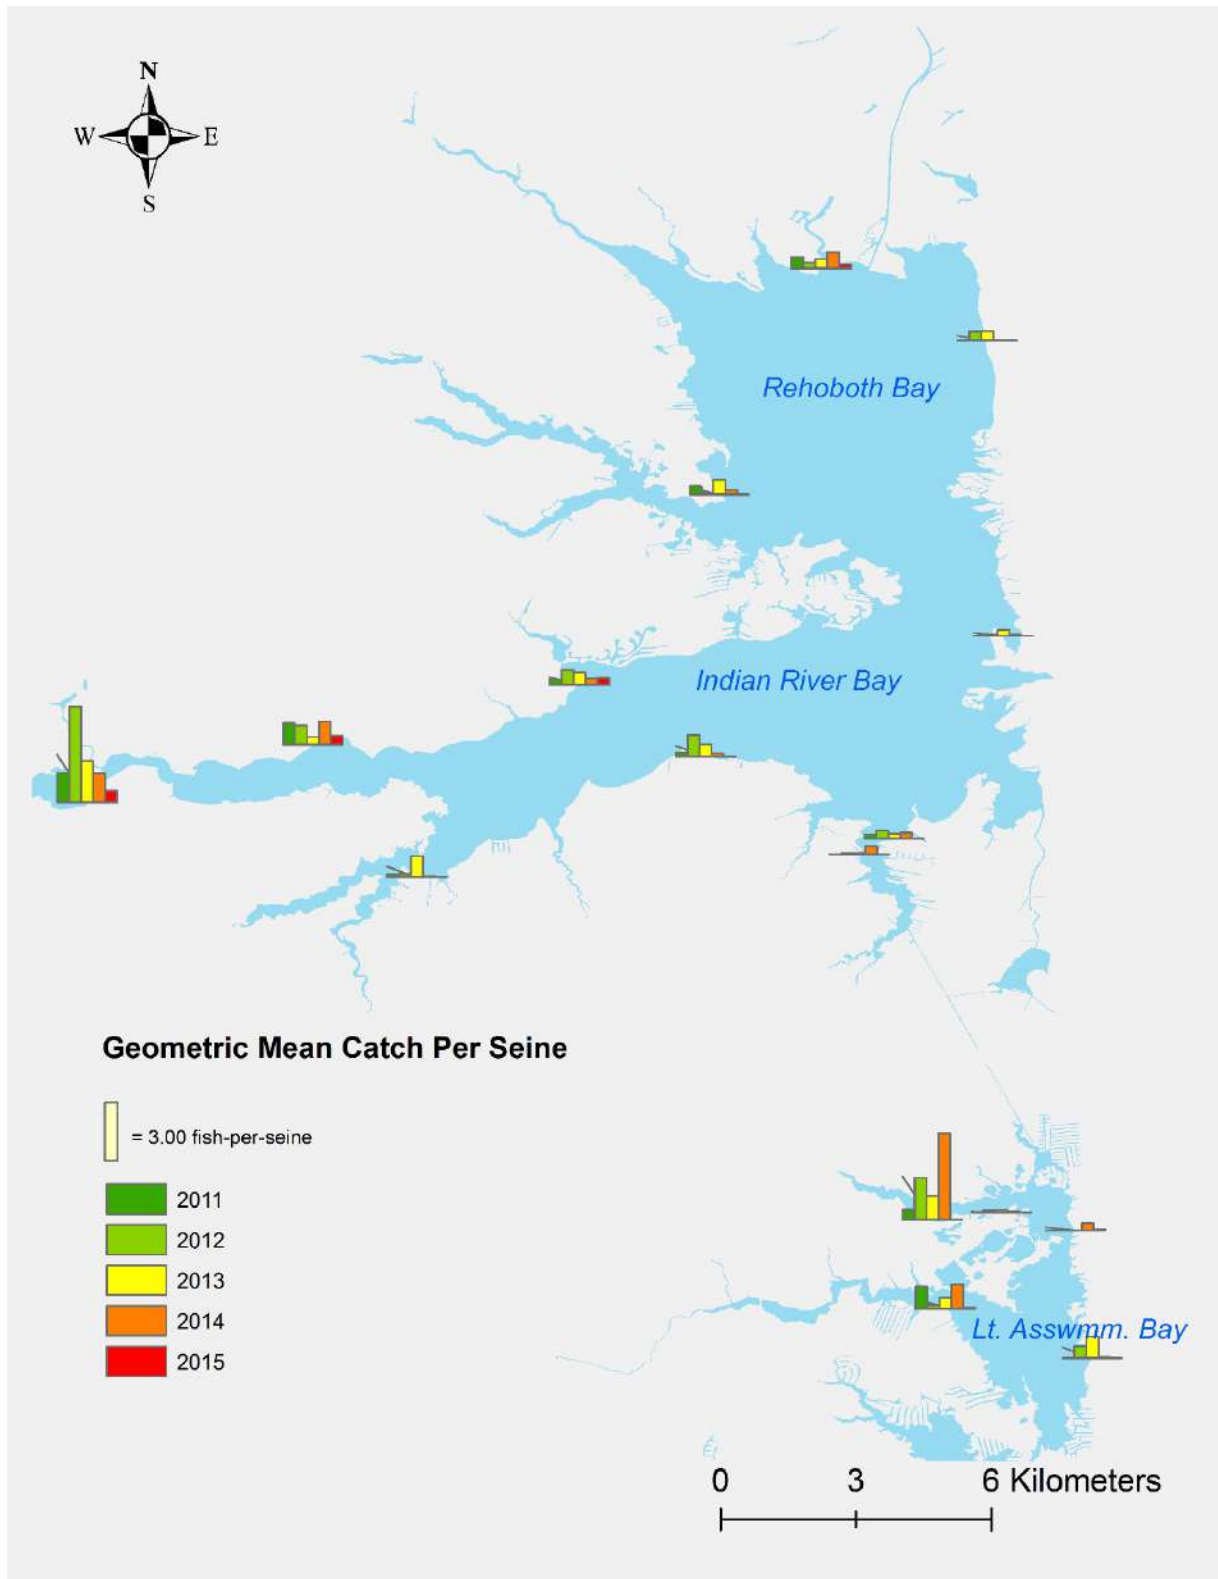 N
W E
S
Rehoboth Bay
Indian River Bay
Geometric Mean Catch Per Seine
= 3.00 fish-per-seine
2011
2012
2013
2014
2015
Lt. Asswmm. Bay
0 3 6 Kilometers